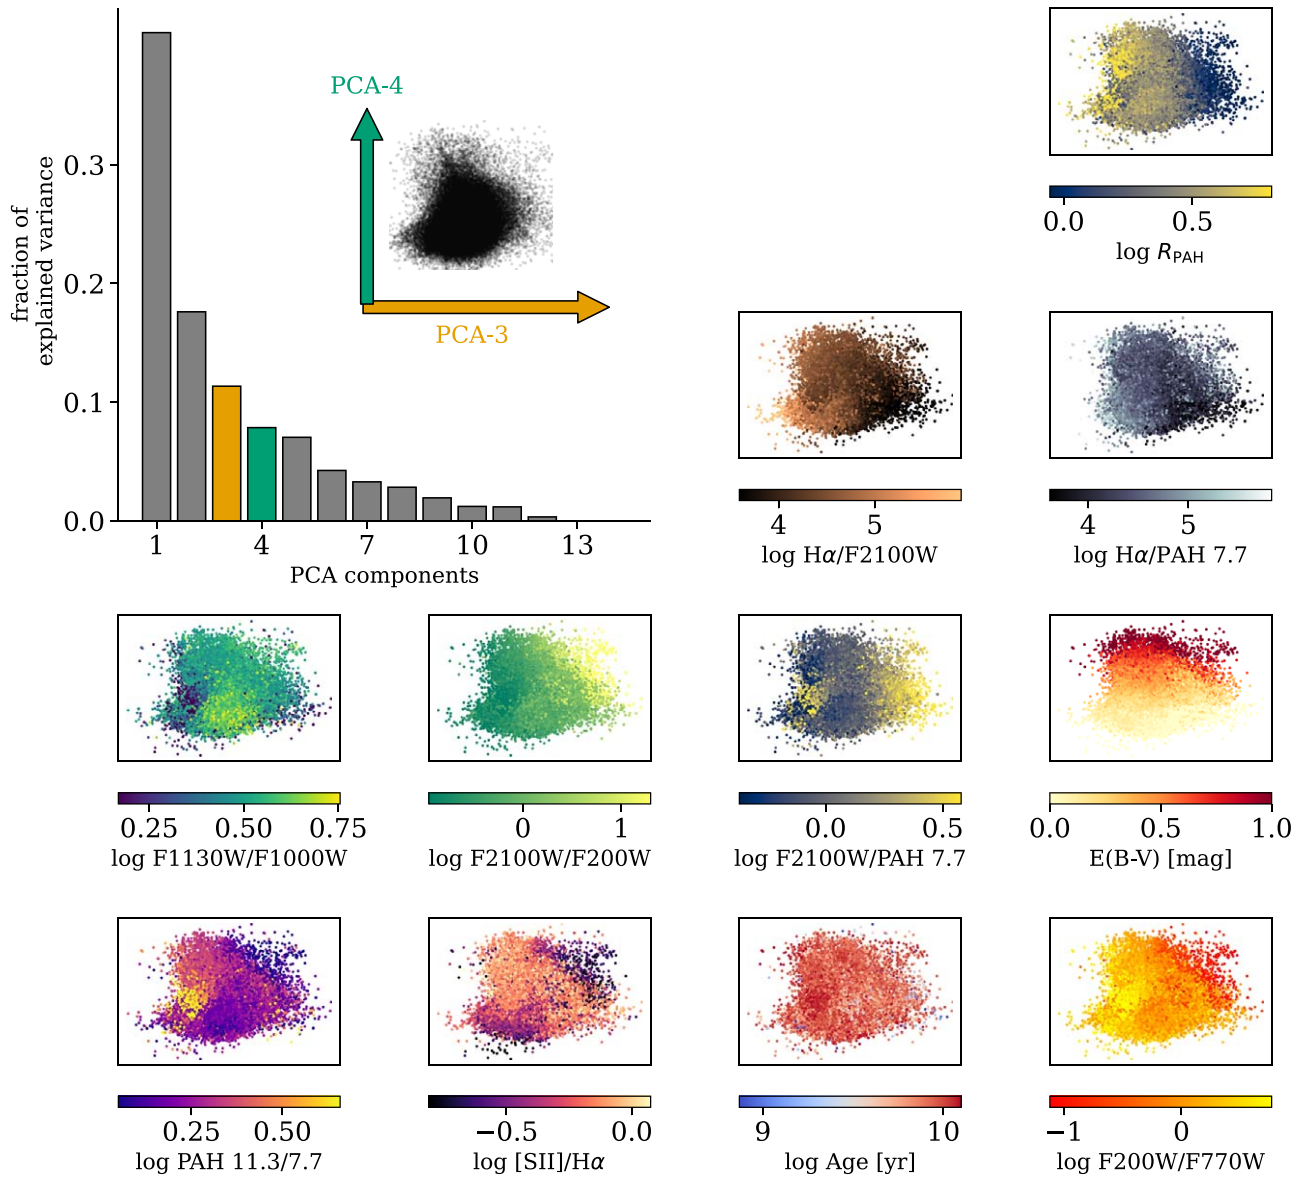 PCA-4
PCA-3
fraction of
explained variance
0.3
0.2
0.1
0.0
1 4 7 10 13
PCA components
0.0 0.5
log R_PAH
4 5
log Hα/F2100W
4 5
log Hα/PAH 7.7
0.25 0.50 0.75
log F1130W/F1000W
0 1
log F2100W/F200W
0.0 0.5
log F2100W/PAH 7.7
0.0 0.5 1.0
E(B-V) [mag]
0.25 0.50
log PAH 11.3/7.7
−0.5 0.0
log [SII]/Hα
9 10
log Age [yr]
−1 0
log F200W/F770W